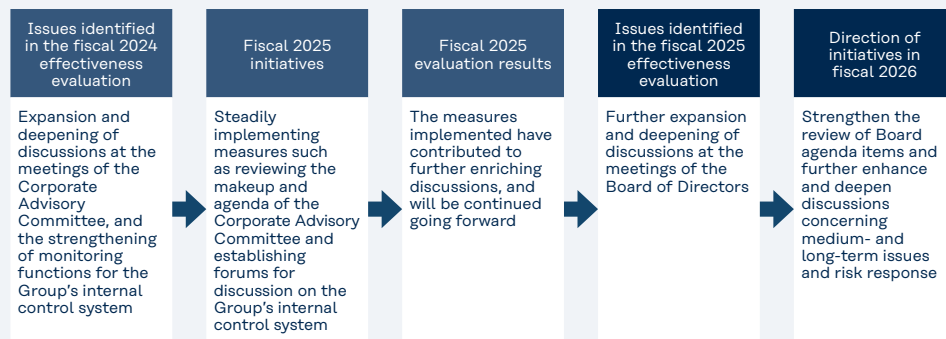 Issues identified
in the fiscal 2024
effectiveness
evaluation
Expansion and
deepening of
discussions at the
meetings of the
Corporate
Advisory
Committee, and
the strengthening
of monitoring
functions for the
Group's internal
control system
Fiscal 2025
initiatives
Steadily
implementing
measures such
as reviewing the
makeup and
agenda of the
Corporate Advisory
Committee and
establishing
forums for
discussion on the
Group's internal
control system
Fiscal 2025
evaluation results
The measures
implemented have
contributed to
further enriching
discussions, and
will be continued
going forward
Issues identified
in the fiscal 2025
effectiveness
evaluation
Further expansion
and deepening of
discussions at the
meetings of the
Board of Directors
Direction of
initiatives in
fiscal 2026
Strengthen the
review of Board
agenda items and
further enhance
and deepen
discussions
concerning
medium- and
long-term issues
and risk response